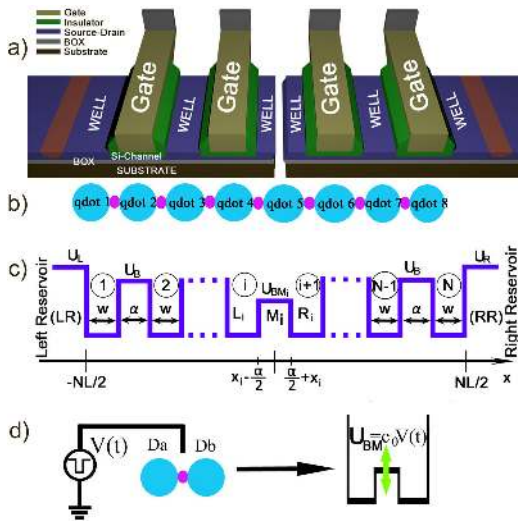 a)
Gate
Insulator
Source-Drain
BOX
Substrate
WELL
Gate
WELL
Gate
WELL
WELL
Gate
WELL
Gate
WELL
BOX
Si-Channel
SUBSTRATE
b)
qdot 1 qdot 2 qdot 3 qdot 4 qdot 5 qdot 6 qdot 7 qdot 8
c)
Left Reservoir
(LR)
U_L
1
U_B
2
i
U_BM_i
i+1
N-1
U_B
N
U_R
w α w
L_i M_i R_i
w α w
(RR)
Right Reservoir
-NL/2
x_i-α/2
α/2+x_i
NL/2
x
d)
V(t)
Da Db
U_BM=c_0V(t)